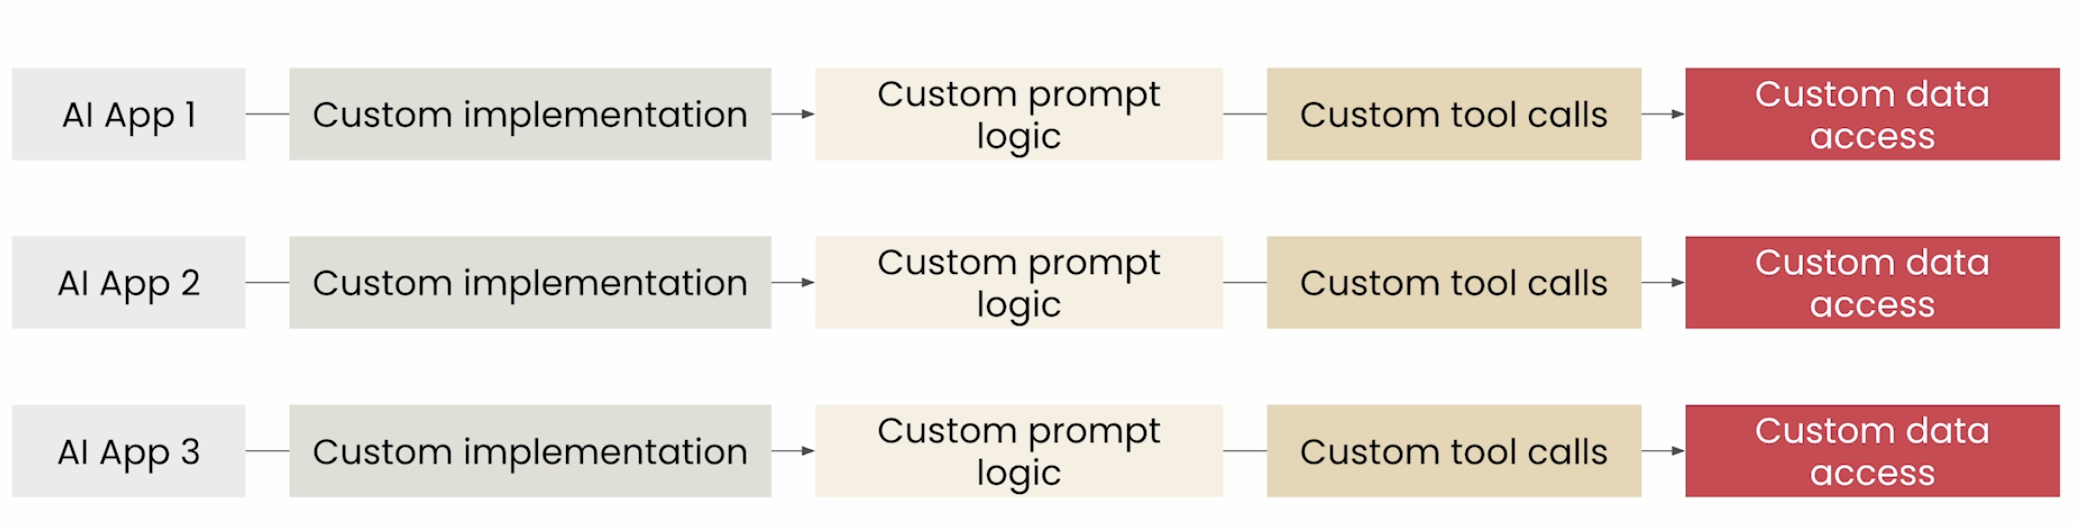 AI App 1
Custom implementation
Custom prompt
logic
Custom tool calls
Custom data
access
AI App 2
Custom implementation
Custom prompt
logic
Custom tool calls
Custom data
access
AI App 3
Custom implementation
Custom prompt
logic
Custom tool calls
Custom data
access